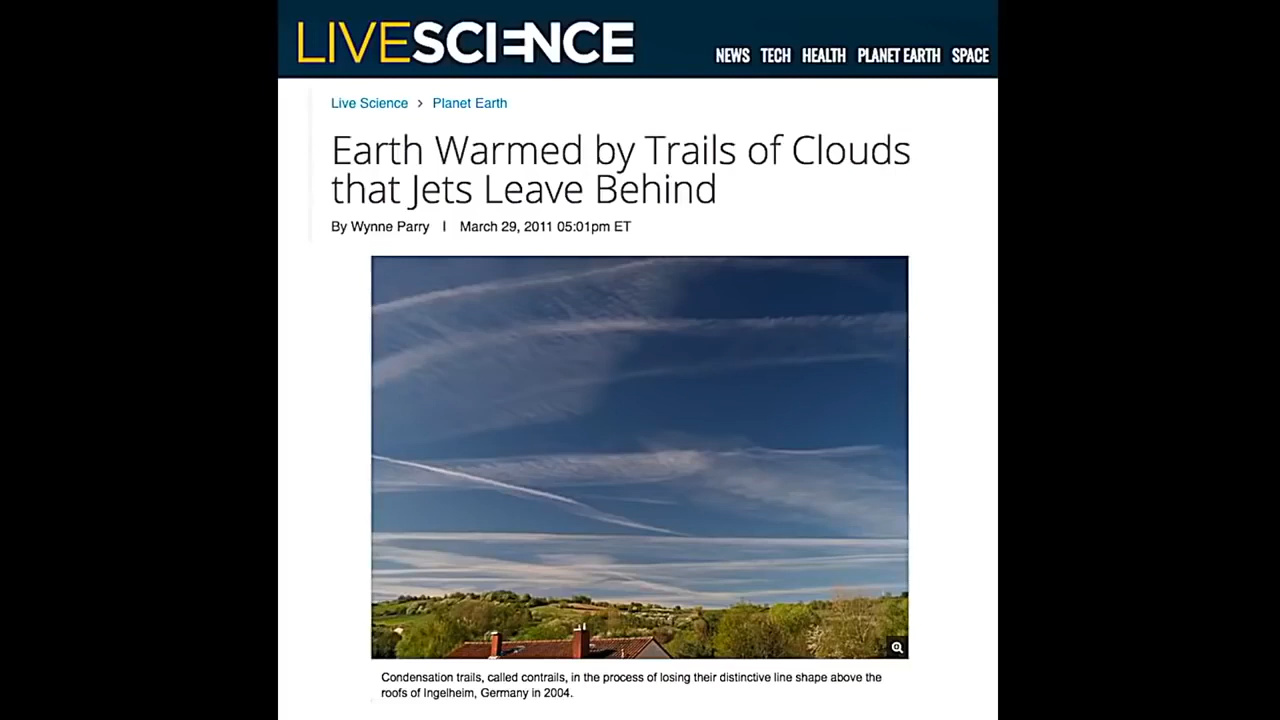 LIVESCIENCE
NEWS TECH HEALTH PLANET EARTH SPACE
Live Science > Planet Earth
Earth Warmed by Trails of Clouds
that Jets Leave Behind
By Wynne Parry | March 29, 2011 05:01pm ET
Condensation trails, called contrails, in the process of losing their distinctive line shape above the
roofs of Ingelheim, Germany in 2004.